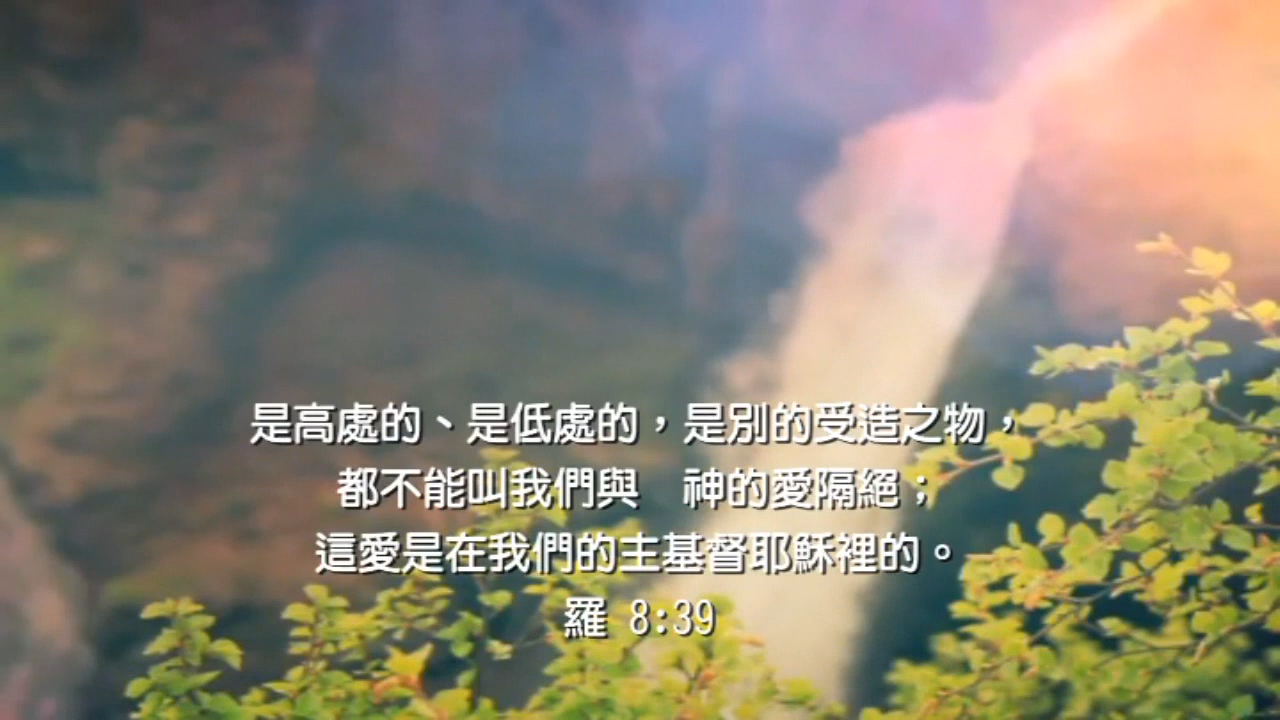 是高處的、是低處的，是別的受造之物，
都不能叫我們與　神的愛隔絕；
這愛是在我們的主基督耶穌裡的。
羅 8:39